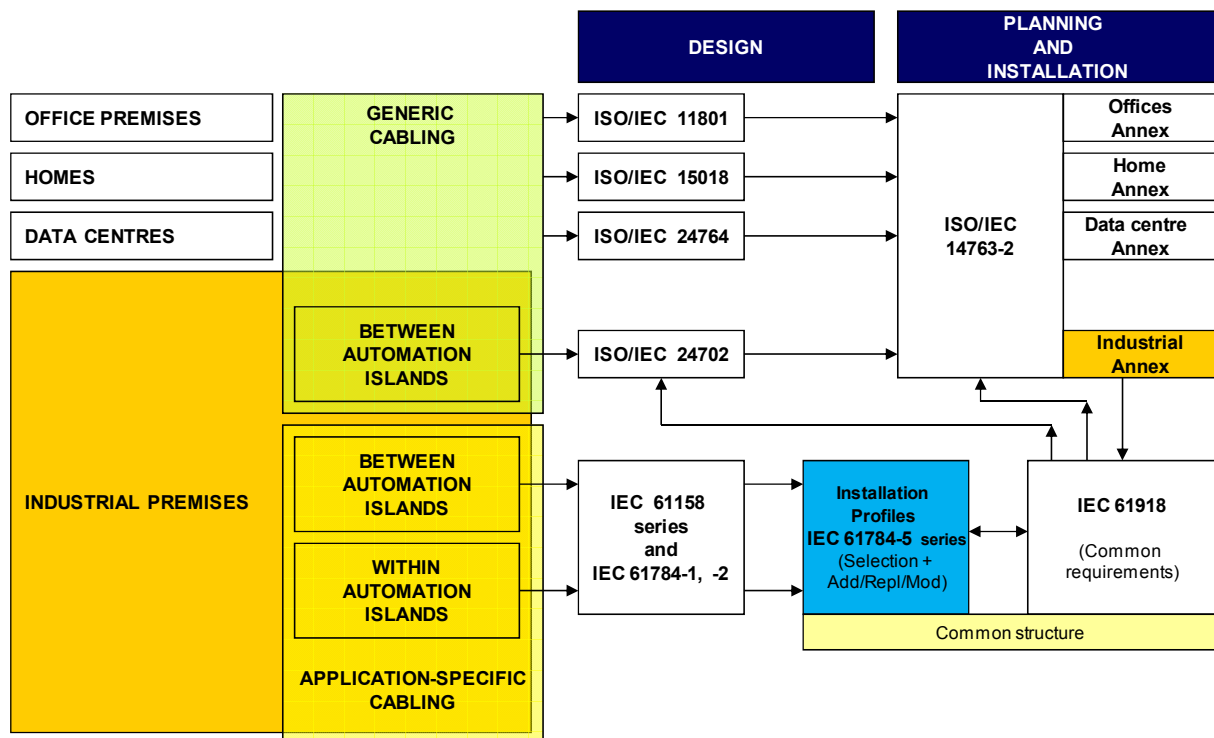 DESIGN
PLANNING
AND
INSTALLATION
OFFICE PREMISES
GENERIC
CABLING
ISO/IEC 11801
Offices
Annex
HOMES
ISO/IEC 15018
Home
Annex
DATA CENTRES
ISO/IEC 24764
ISO/IEC
14763-2
Data centre
Annex
BETWEEN
AUTOMATION
ISLANDS
ISO/IEC 24702
Industrial
Annex
INDUSTRIAL PREMISES
BETWEEN
AUTOMATION
ISLANDS
WITHIN
AUTOMATION
ISLANDS
APPLICATION-SPECIFIC
CABLING
IEC 61158
series
and
IEC 61784-1, -2
Installation
Profiles
IEC 61784-5 series
(Selection +
Add/Repl/Mod)
IEC 61918
(Common
requirements)
Common structure